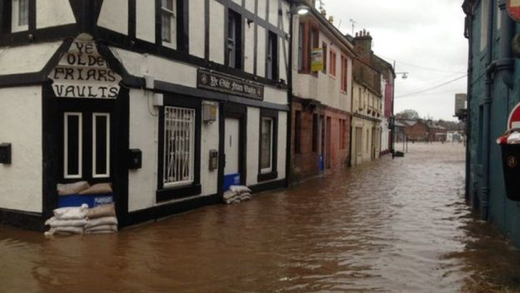 YE
OLDE
FRIARS
VAULTS
Ye Olde Friars Vaults